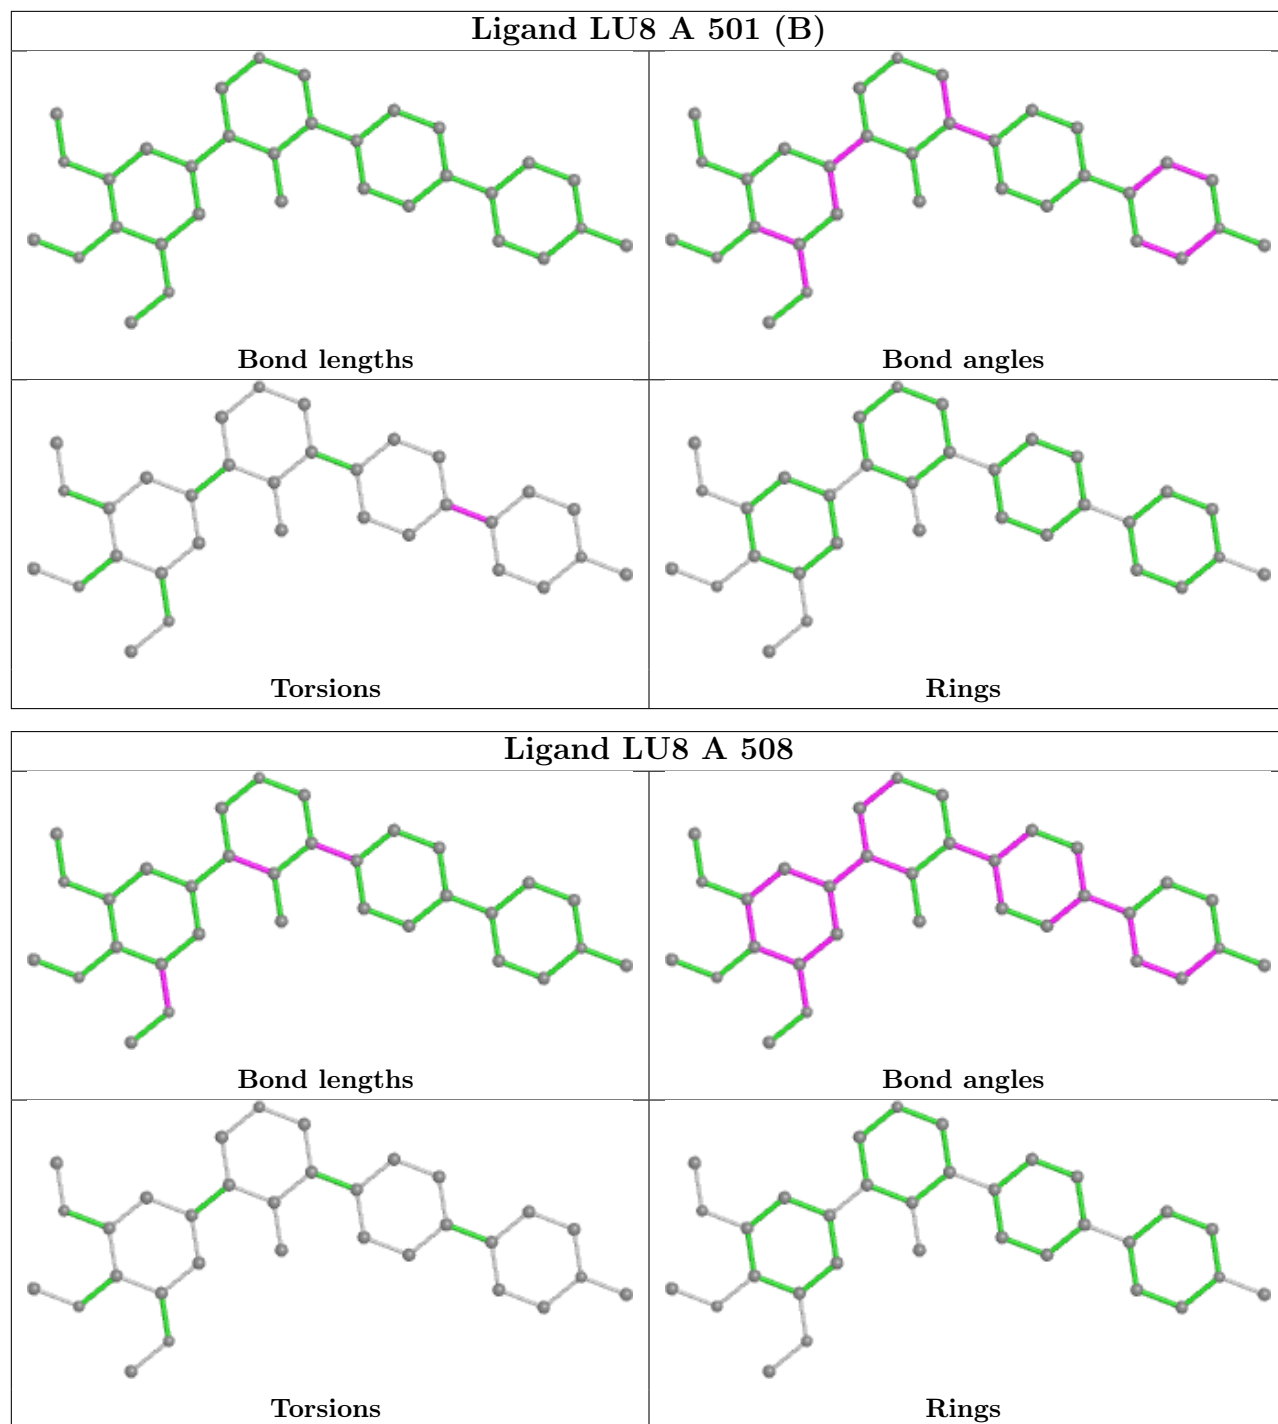 Ligand LU8 A 501 (B)
Bond lengths
Bond angles
Torsions
Rings
Ligand LU8 A 508
Bond lengths
Bond angles
Torsions
Rings